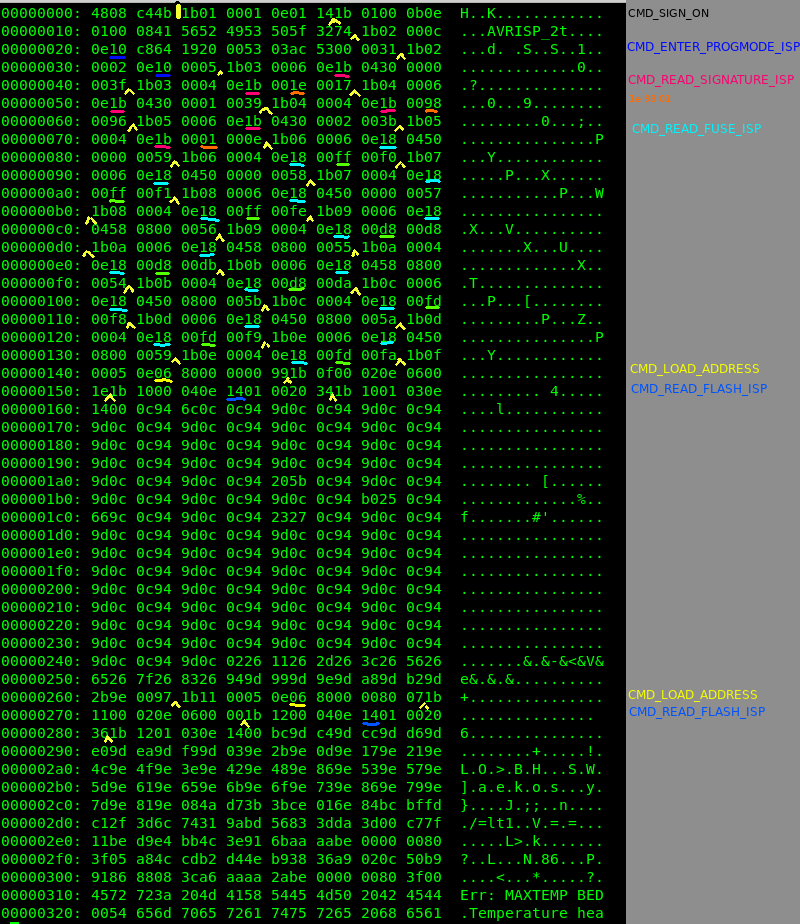 00000000: 4808 c44b 1b01 0001 0e01 141b 0100 0b0e H..K............ CMD_SIGN_ON
00000010: 0100 0841 5652 4953 505f 3274 1b02 000c ...AVRISP_2t....
00000020: 0e10 c864 1920 0053 03ac 5300 0031 1b02 ...d. .S..S..1.. CMD_ENTER_PROGMODE_ISP
00000030: 0002 0e10 0005 1b03 0006 0e1b 0430 0000 .............0..
00000040: 003f 1b03 0004 0e1b 001e 0017 1b04 0006 .?.............. CMD_READ_SIGNATURE_ISP
00000050: 0e1b 0430 0001 0039 1b04 0004 0e1b 0098 ...0...9........
00000060: 0096 1b05 0006 0e1b 0430 0002 003b 1b05 .........0...;..
00000070: 0004 0e1b 0001 000e 1b06 0006 0e18 0450 ...............P CMD_READ_FUSE_ISP
00000080: 0000 0059 1b06 0004 0e18 00ff 00f0 1b07 ...Y............
00000090: 0006 0e18 0450 0000 0058 1b07 0004 0e18 .....P...X......
000000a0: 00ff 00f1 1b08 0006 0e18 0450 0000 0057 ...........P...W
000000b0: 1b08 0004 0e18 00ff 00fe 1b09 0006 0e18 ................
000000c0: 0458 0800 0056 1b09 0004 0e18 00d8 00d8 .X...V..........
000000d0: 1b0a 0006 0e18 0458 0800 0055 1b0a 0004 .......X...U....
000000e0: 0e18 00d8 00db 1b0b 0006 0e18 0458 0800 .............X..
000000f0: 0054 1b0b 0004 0e18 00d8 00da 1b0c 0006 .T..............
00000100: 0e18 0450 0800 005b 1b0c 0004 0e18 00fd ...P...[........
00000110: 00f8 1b0d 0006 0e18 0450 0800 005a 1b0d .........P...Z..
00000120: 0004 0e18 00fd 00f9 1b0e 0006 0e18 0450 ...............P
00000130: 0800 0059 1b0e 0004 0e18 00fd 00fa 1b0f ...Y............
00000140: 0005 0e06 8000 0000 991b 0f00 020e 0600 ................ CMD_LOAD_ADDRESS
00000150: 1e1b 1000 040e 1401 0020 341b 1001 030e ......... 4..... CMD_READ_FLASH_ISP
00000160: 1400 0c94 6c0c 0c94 9d0c 0c94 9d0c 0c94 ....l...........
00000170: 9d0c 0c94 9d0c 0c94 9d0c 0c94 9d0c 0c94 ................
00000180: 9d0c 0c94 9d0c 0c94 9d0c 0c94 9d0c 0c94 ................
00000190: 9d0c 0c94 9d0c 0c94 9d0c 0c94 9d0c 0c94 ................
000001a0: 9d0c 0c94 9d0c 0c94 205b 0c94 9d0c 0c94 ........ [......
000001b0: 9d0c 0c94 9d0c 0c94 9d0c 0c94 b025 0c94 .............%..
000001c0: 669c 0c94 9d0c 0c94 2327 0c94 9d0c 0c94 f.......#'......
000001d0: 9d0c 0c94 9d0c 0c94 9d0c 0c94 9d0c 0c94 ................
000001e0: 9d0c 0c94 9d0c 0c94 9d0c 0c94 9d0c 0c94 ................
000001f0: 9d0c 0c94 9d0c 0c94 9d0c 0c94 9d0c 0c94 ................
00000200: 9d0c 0c94 9d0c 0c94 9d0c 0c94 9d0c 0c94 ................
00000210: 9d0c 0c94 9d0c 0c94 9d0c 0c94 9d0c 0c94 ................
00000220: 9d0c 0c94 9d0c 0c94 9d0c 0c94 9d0c 0c94 ................
00000230: 9d0c 0c94 9d0c 0c94 9d0c 0c94 9d0c 0c94 ................
00000240: 9d0c 0c94 9d0c 0226 1126 2d26 3c26 5626 .......&.&-&<&V&
00000250: 6526 7f26 8326 949d 999d 9e9d a89d b29d e&.&.&..........
00000260: 2b9e 0097 1b11 0005 0e06 8000 0080 071b +............... CMD_LOAD_ADDRESS
00000270: 1100 020e 0600 001b 1200 040e 1401 0020 ............... CMD_READ_FLASH_ISP
00000280: 361b 1201 030e 1400 bc9d c49d cc9d d69d 6...............
00000290: e09d ea9d f99d 039e 2b9e 0d9e 179e 219e ........+.....!.
000002a0: 4c9e 4f9e 3e9e 429e 489e 869e 539e 579e L.O.>.B.H...S.W.
000002b0: 5d9e 619e 659e 6b9e 6f9e 739e 869e 799e ].a.e.k.o.s...y.
000002c0: 7d9e 819e 084a d73b 3bce 016e 84bc bffd }....J.;;..n....
000002d0: c12f 3d6c 7431 9abd 5683 3dda 3d00 c77f ./=lt1..V.=.=...
000002e0: 11be d9e4 bb4c 3e91 6baa aabe 0000 0080 .....L>.k.......
000002f0: 3f05 a84c cdb2 d44e b938 36a9 020c 50b9 ?..L...N.86...P.
00000300: 9186 8808 3ca6 aaaa 2abe 0000 0080 3f00 ....<...*.....?.
00000310: 4572 723a 204d 4158 5445 4d50 2042 4544 Err: MAXTEMP BED
00000320: 0054 656d 7065 7261 7475 7265 2068 6561 .Temperature hea